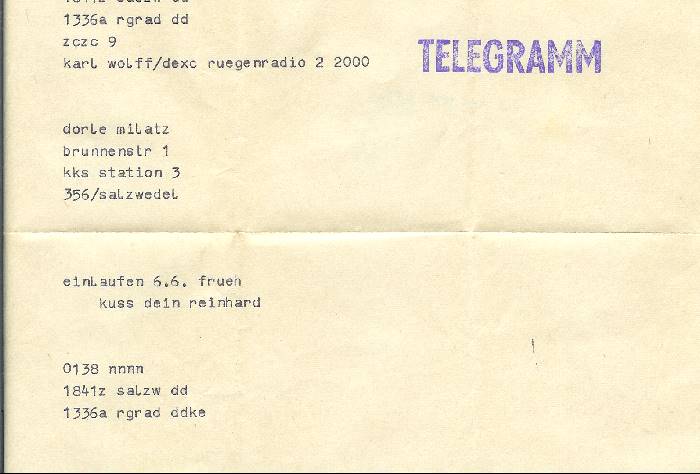 1336a rgrad dd
zczc 9
karl wolff/dexc ruegenradio 2 2000
TELEGRAMM
dorle milatz
brunnenstr 1
kks station 3
356/salzwedel
einlaufen 6.6. frueh
kuss dein reinhard
0138 nnnn
1841z salzw dd
1336a rgrad ddke